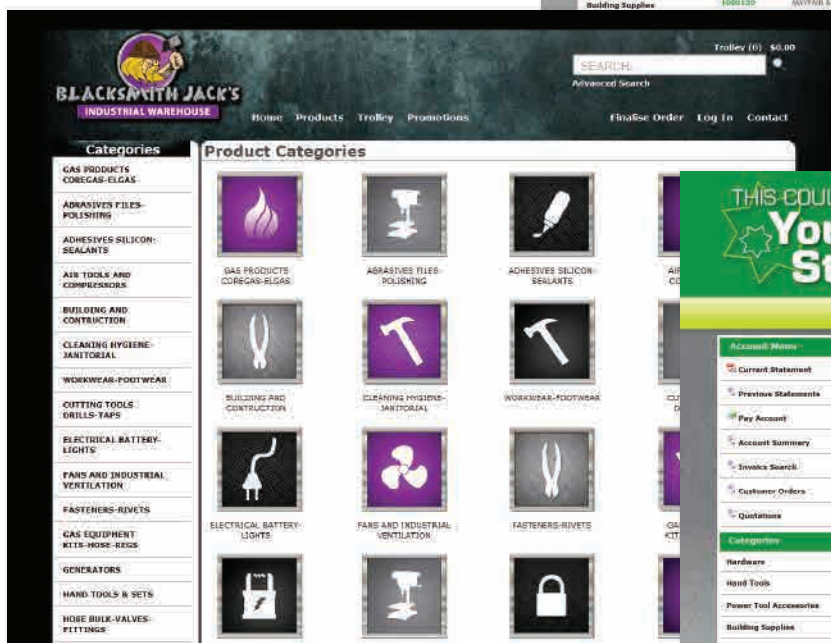 Building Supplies
1000120
Trolley (0) $0.00
SEARCH:
Advanced Search
BLACKSMITH JACK'S
INDUSTRIAL WAREHOUSE
Home Products Trolley Promotions
Finalise Order Log In Contact
Categories
GAS PRODUCTS
COREGAS-ELGAS
ABRASIVES FILES-
POLISHING
ADHESIVES SILICON-
SEALANTS
AIR TOOLS AND
COMPRESSORS
BUILDING AND
CONTRUCTION
CLEANING HYGIENE-
JANITORIAL
WORKWEAR-FOOTWEAR
CUTTING TOOLS
DRILLS-TAPS
ELECTRICAL BATTERY-
LIGHTS
FANS AND INDUSTRIAL
VENTILATION
FASTENERS-RIVETS
GAS EQUIPMENT
KITS-HOSE-REGS
GENERATORS
HAND TOOLS & SETS
HOSE BULK-VALVES-
FITTINGS
Product Categories
GAS PRODUCTS
COREGAS-ELGAS
ABRASIVES FILES-
POLISHING
ADHESIVES SILICON-
SEALANTS
BUILDING AND
CONTRUCTION
CLEANING HYGIENE-
JANITORIAL
WORKWEAR-FOOTWEAR
ELECTRICAL BATTERY-
LIGHTS
FANS AND INDUSTRIAL
VENTILATION
FASTENERS-RIVETS
THIS COUL
You
St
Account Menu
Current Statement
Previous Statements
Pay Account
Account Summary
Invoice Search
Customer Orders
Quotations
Categories
Hardware
Hand Tools
Power Tool Accessories
Building Supplies